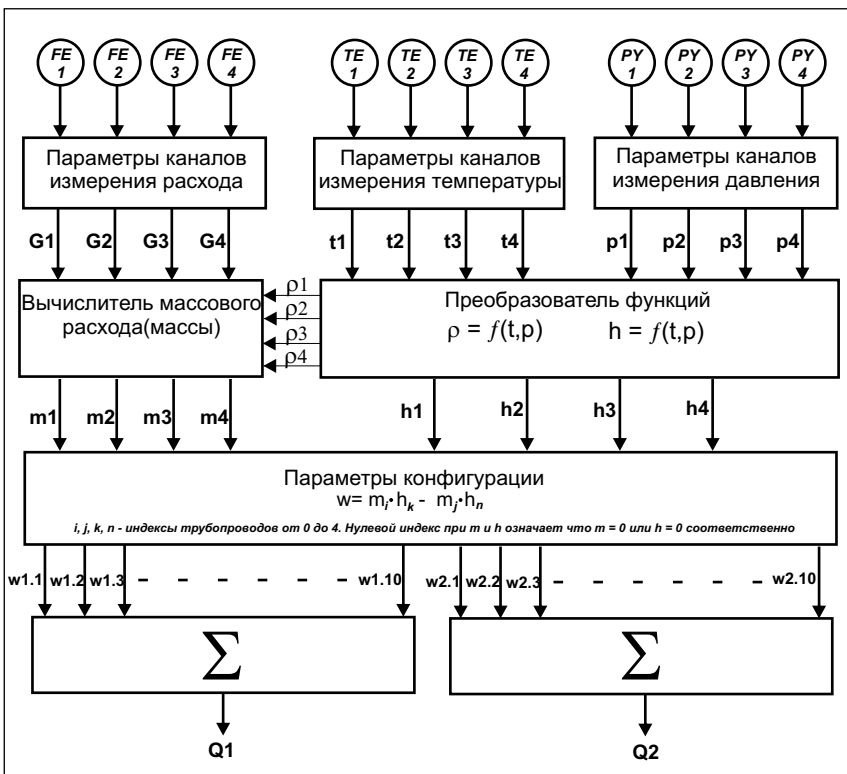 FE 1 FE 2 FE 3 FE 4 TE 1 TE 2 TE 3 TE 4 PY 1 PY 2 PY 3 PY 4
Параметры каналов
измерения расхода
Параметры каналов
измерения температуры
Параметры каналов
измерения давления
G1 G2 G3 G4 t1 t2 t3 t4 p1 p2 p3 p4
Вычислитель массового
расхода(массы)
ρ1
ρ2
ρ3
ρ4
Преобразователь функций
ρ = f(t,p) h = f(t,p)
m1 m2 m3 m4 h1 h2 h3 h4
Параметры конфигурации
w= mi·hk - mj·hn
i, j, k, n - индексы трубопроводов от 0 до 4. Нулевой индекс при m и h означает что m = 0 или h = 0 соответственно
w1.1 w1.2 w1.3 - - - - - - - w1.10 w2.1 w2.2 w2.3 - - - - - - - w2.10
Σ Σ
Q1 Q2